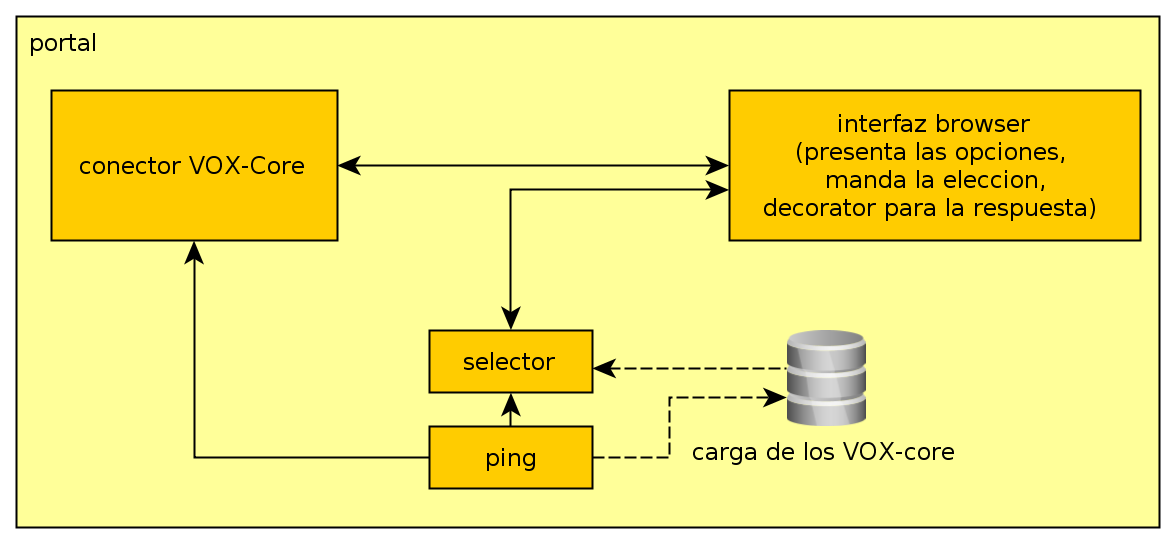 portal
conector VOX-Core
interfaz browser
(presenta las opciones,
manda la eleccion,
decorator para la respuesta)
selector
ping
carga de los VOX-core